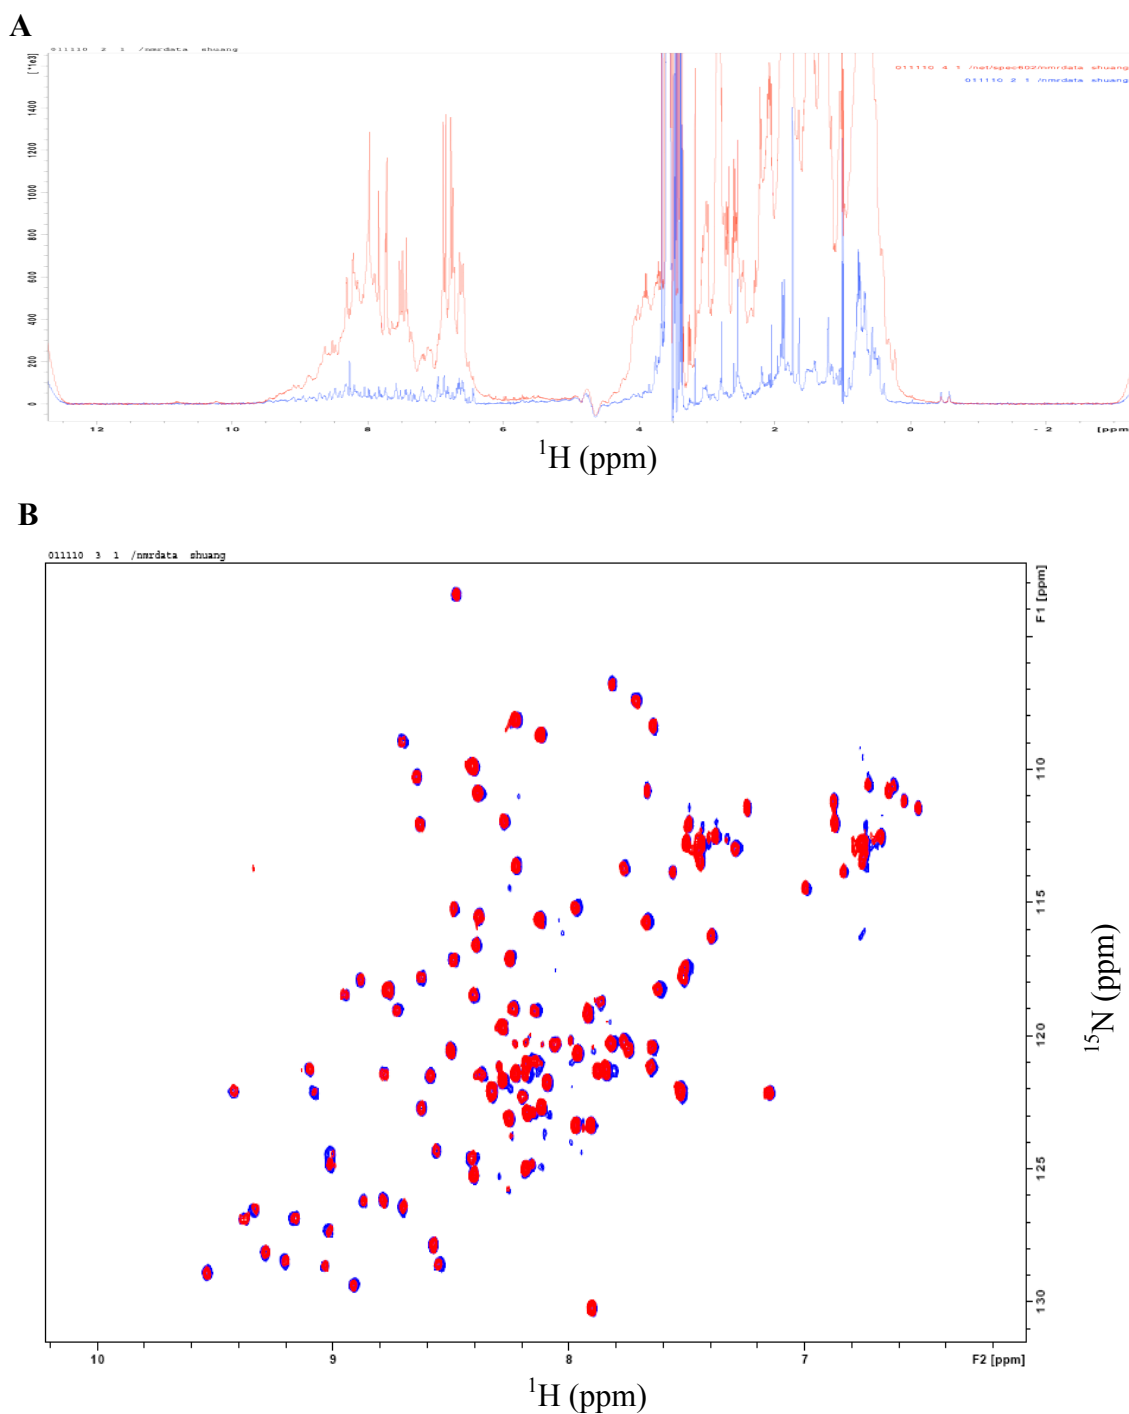 A
011110 2 1 /nmrdata shuang
011110 4 1 /net/spec602/nmrdata shuang
011110 2 1 /nmrdata shuang
[*1e3]
1400
1200
1000
800
600
400
200
0
12 10 8 6 4 2 0 - 2 [ppm
1H (ppm)
B
011110 3 1 /nmrdata shuang
F1 [ppm]
110
115
120
125
130
15N (ppm)
10 9 8 7 F2 [ppm]
1H (ppm)